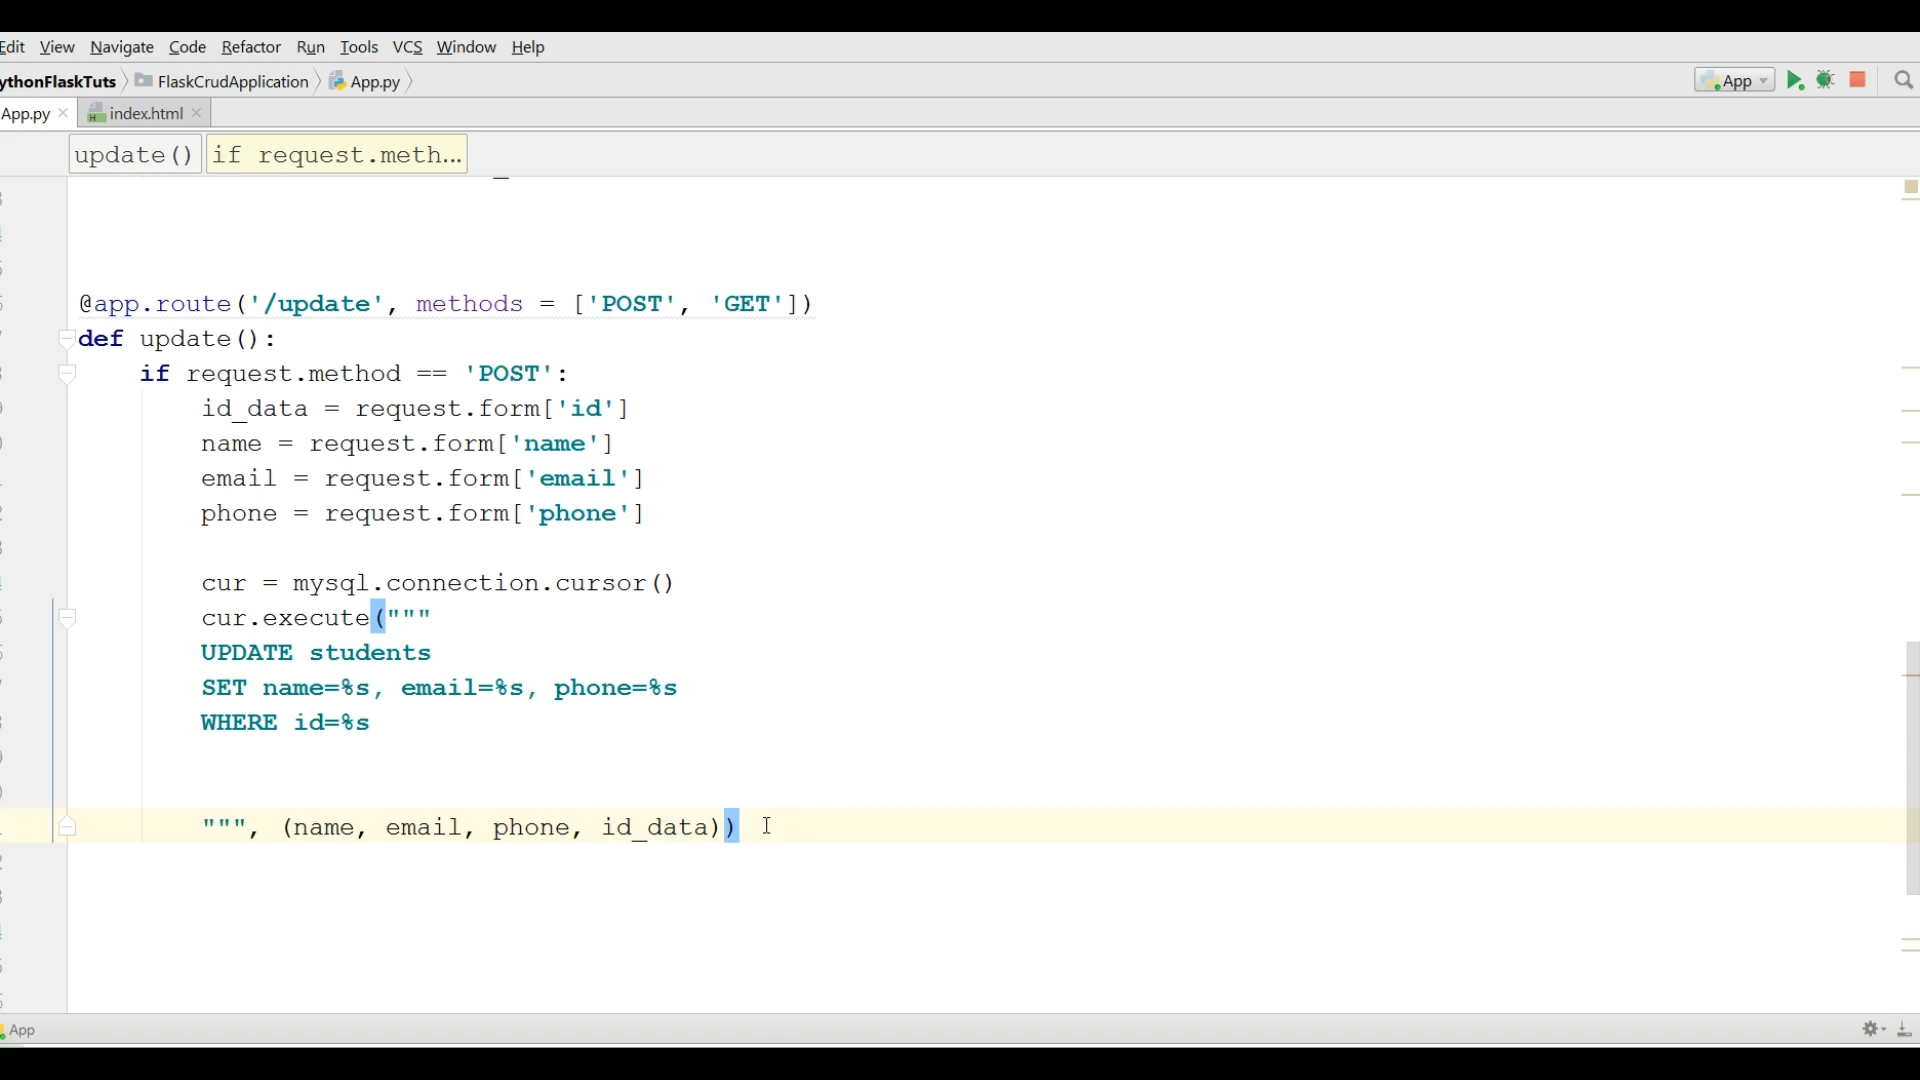 Edit View Navigate Code Refactor Run Tools VCS Window Help
ythonFlaskTuts FlaskCrudApplication App.py App
App.py index.html
update() if request.meth...
@app.route('/update', methods = ['POST', 'GET'])
def update():
if request.method == 'POST':
id_data = request.form['id']
name = request.form['name']
email = request.form['email']
phone = request.form['phone']
cur = mysql.connection.cursor()
cur.execute("""
UPDATE students
SET name=%s, email=%s, phone=%s
WHERE id=%s
""", (name, email, phone, id_data))
App